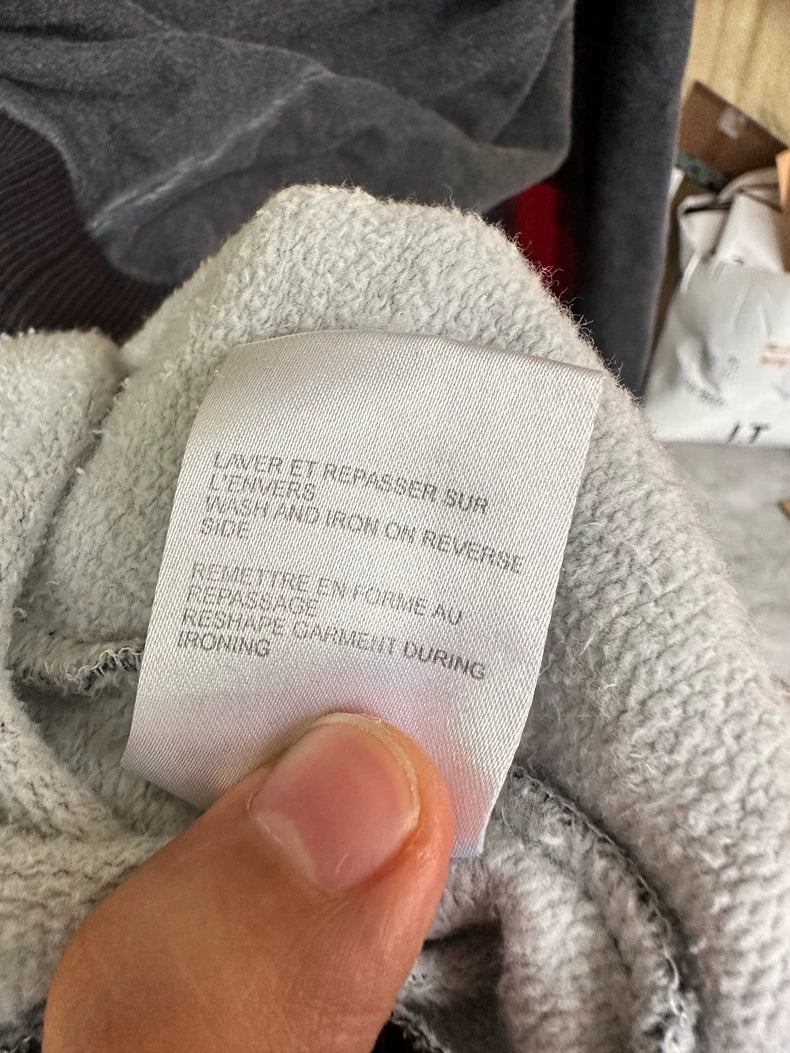 LAVER ET REPASSER SUR
L'ENVERS
WASH AND IRON ON REVERSE
SIDE
REMETTRE EN FORME AU
REPASSAGE
RESHAPE GARMENT DURING
IRONING